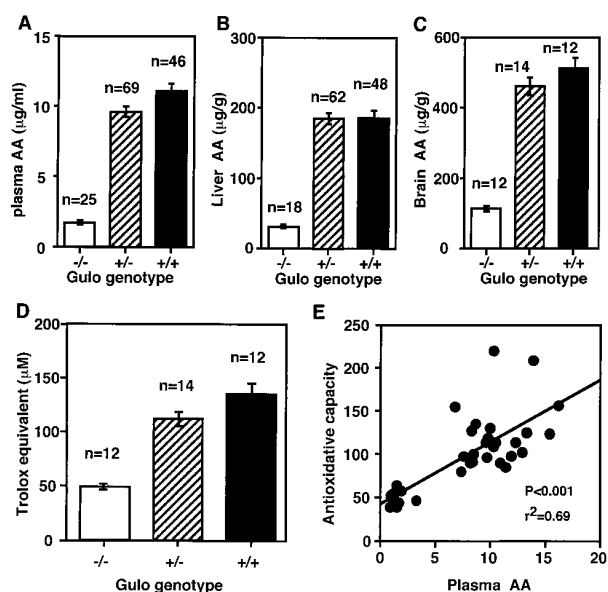 A
plasma AA (µg/ml)
15
10
5
0
n=25
n=69
n=46
-/-
+/-
+/+
Gulo genotype
B
Liver AA (µg/g)
300
200
100
0
n=18
n=62
n=48
-/-
+/-
+/+
Gulo genotype
C
Brain AA (µg/g)
600
400
200
0
n=12
n=14
n=12
-/-
+/-
+/+
Gulo genotype
D
Trolox equivalent (µM)
200
150
100
50
0
n=12
n=14
n=12
-/-
+/-
+/+
Gulo genotype
E
Antioxidative capacity
250
200
150
100
50
0
P<0.001
r²=0.69
0
5
10
15
20
Plasma AA